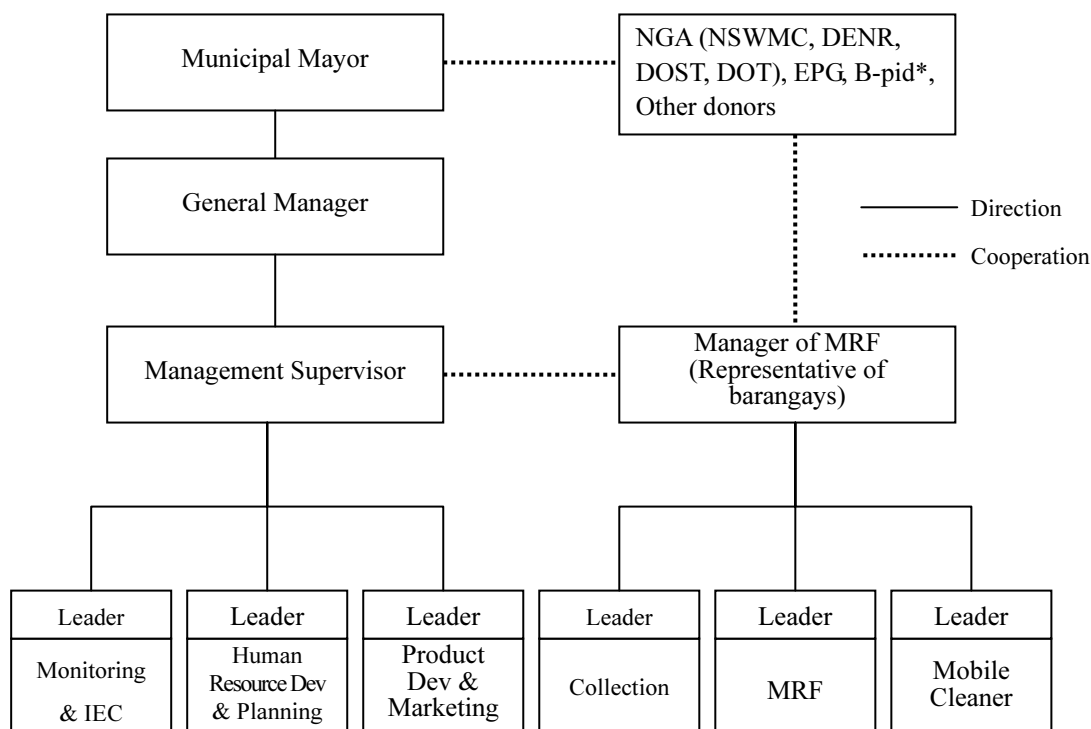 Municipal Mayor
NGA (NSWMC, DENR,
DOST, DOT), EPG, B-pid*,
Other donors
General Manager
Direction
Cooperation
Management Supervisor
Manager of MRF
(Representative of
barangays)
Leader
Monitoring
& IEC
Leader
Human
Resource Dev
& Planning
Leader
Product
Dev &
Marketing
Leader
Collection
Leader
MRF
Leader
Mobile
Cleaner